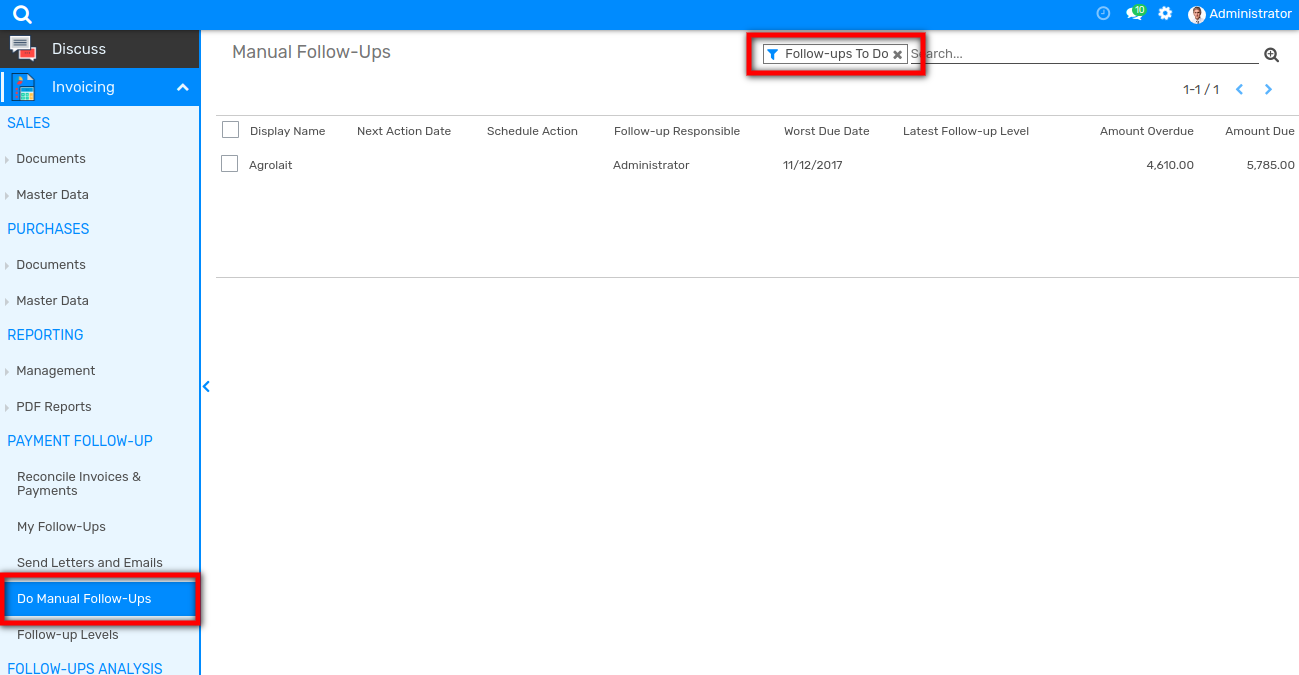 10
Administrator
Discuss
Invoicing
SALES
Documents
Master Data
PURCHASES
Documents
Master Data
REPORTING
Management
PDF Reports
PAYMENT FOLLOW-UP
Reconcile Invoices &
Payments
My Follow-Ups
Send Letters and Emails
Do Manual Follow-Ups
Follow-up Levels
FOLLOW-UPS ANALYSIS
Manual Follow-Ups
Follow-ups To Do Search...
1-1 / 1
Display Name Next Action Date Schedule Action Follow-up Responsible Worst Due Date Latest Follow-up Level Amount Overdue Amount Due
Agrolait Administrator 11/12/2017 4,610.00 5,785.00